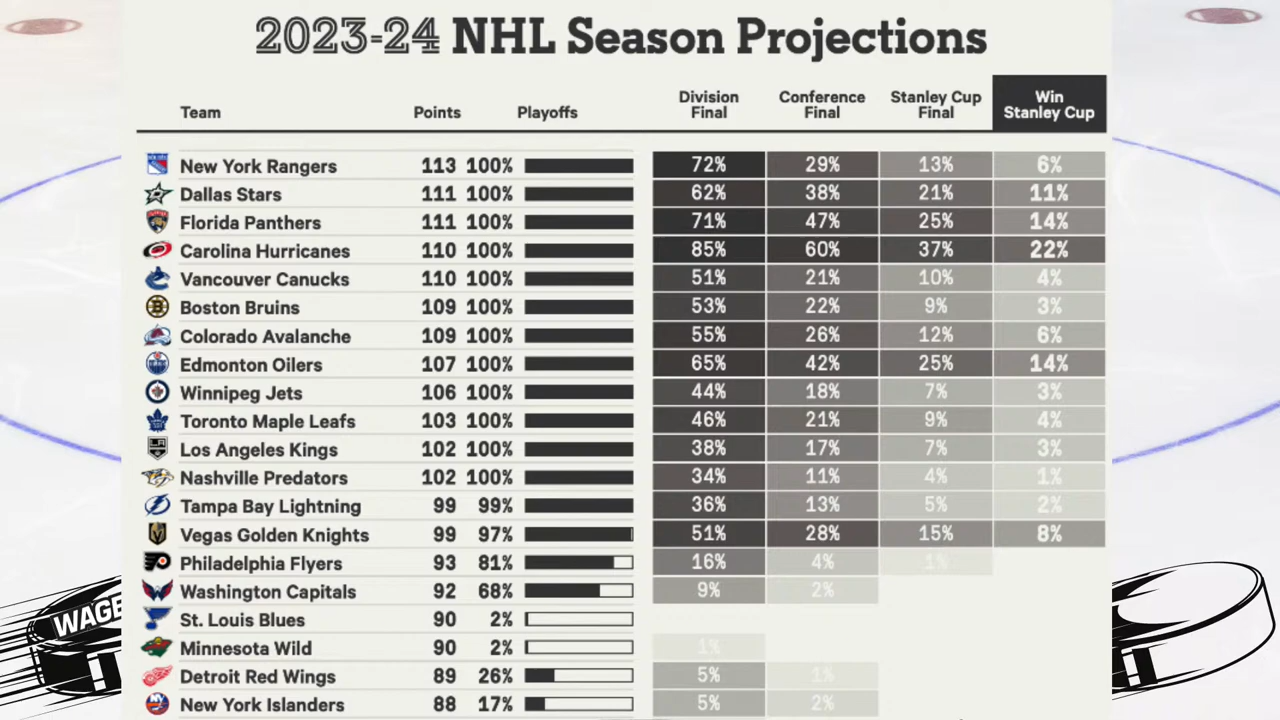 2023-24 NHL Season Projections
Team Points Playoffs Division Final Conference Final Stanley Cup Final Win Stanley Cup
New York Rangers 113 100% 72% 29% 13% 6%
Dallas Stars 111 100% 62% 38% 21% 11%
Florida Panthers 111 100% 71% 47% 25% 14%
Carolina Hurricanes 110 100% 85% 60% 37% 22%
Vancouver Canucks 110 100% 51% 21% 10% 4%
Boston Bruins 109 100% 53% 22% 9% 3%
Colorado Avalanche 109 100% 55% 26% 12% 6%
Edmonton Oilers 107 100% 65% 42% 25% 14%
Winnipeg Jets 106 100% 44% 18% 7% 3%
Toronto Maple Leafs 103 100% 46% 21% 9% 4%
Los Angeles Kings 102 100% 38% 17% 7% 3%
Nashville Predators 102 100% 34% 11% 4% 1%
Tampa Bay Lightning 99 99% 36% 13% 5% 2%
Vegas Golden Knights 99 97% 51% 28% 15% 8%
Philadelphia Flyers 93 81% 16% 4% 1%
Washington Capitals 92 68% 9% 2%
St. Louis Blues 90 2%
Minnesota Wild 90 2% 1%
Detroit Red Wings 89 26% 5% 1%
New York Islanders 88 17% 5% 2%